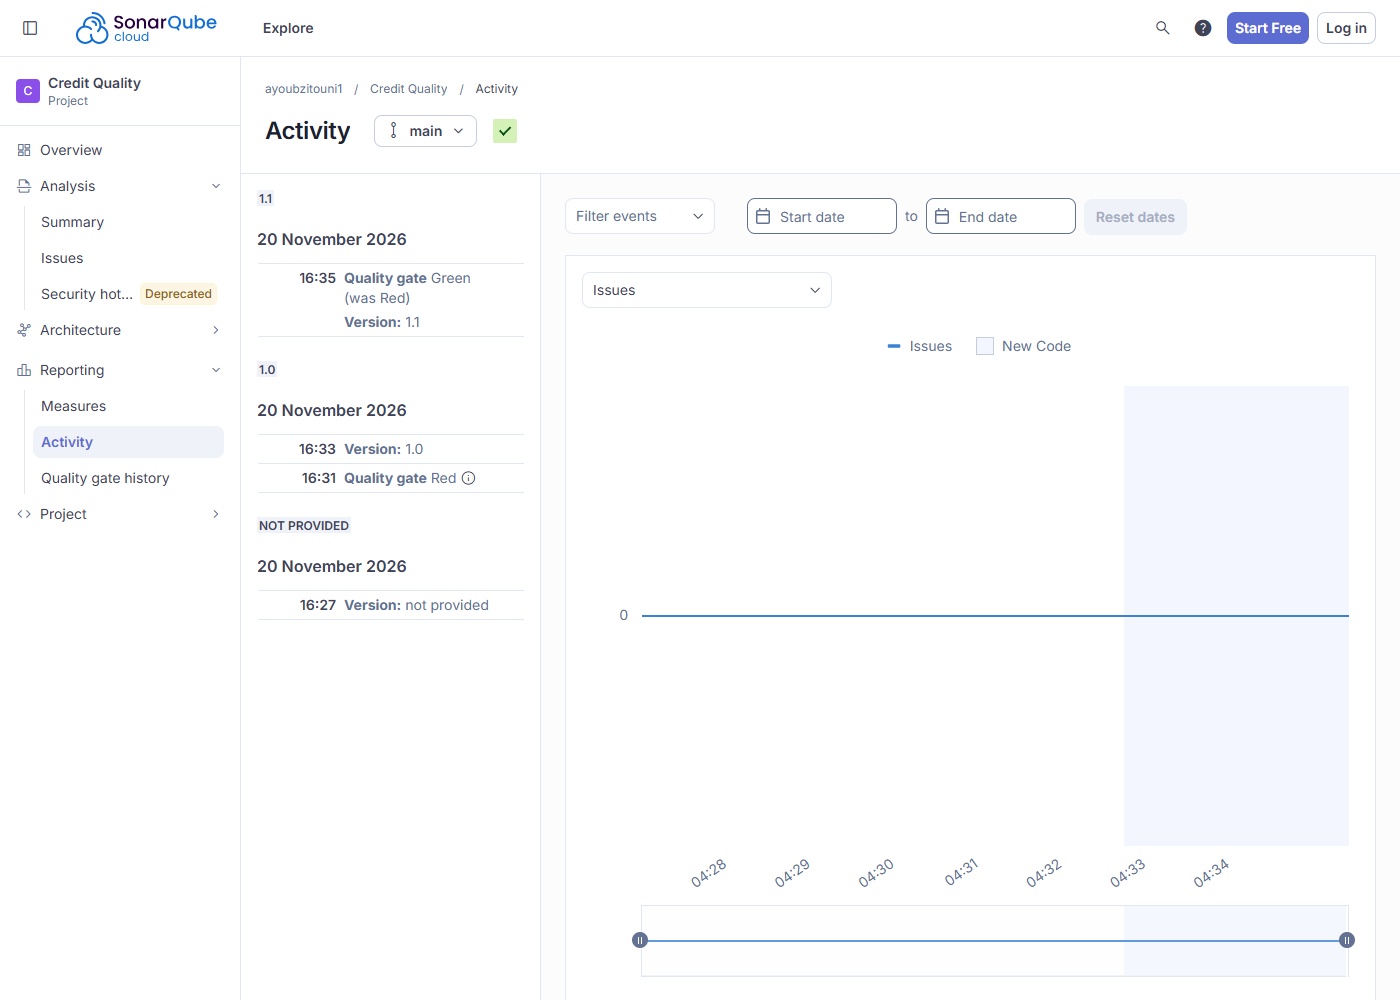 SonarQube cloud
Explore
?
Start Free
Log in
C
Credit Quality
Project
Overview
Analysis
Summary
Issues
Security hot... Deprecated
Architecture
Reporting
Measures
Activity
Quality gate history
Project
ayoubzitouni1 / Credit Quality / Activity
Activity
main
1.1
20 November 2026
16:35 Quality gate Green
(was Red)
Version: 1.1
1.0
20 November 2026
16:33 Version: 1.0
16:31 Quality gate Red
NOT PROVIDED
20 November 2026
16:27 Version: not provided
Filter events
Start date to End date
Reset dates
Issues
Issues New Code
0
04:28 04:29 04:30 04:31 04:32 04:33 04:34